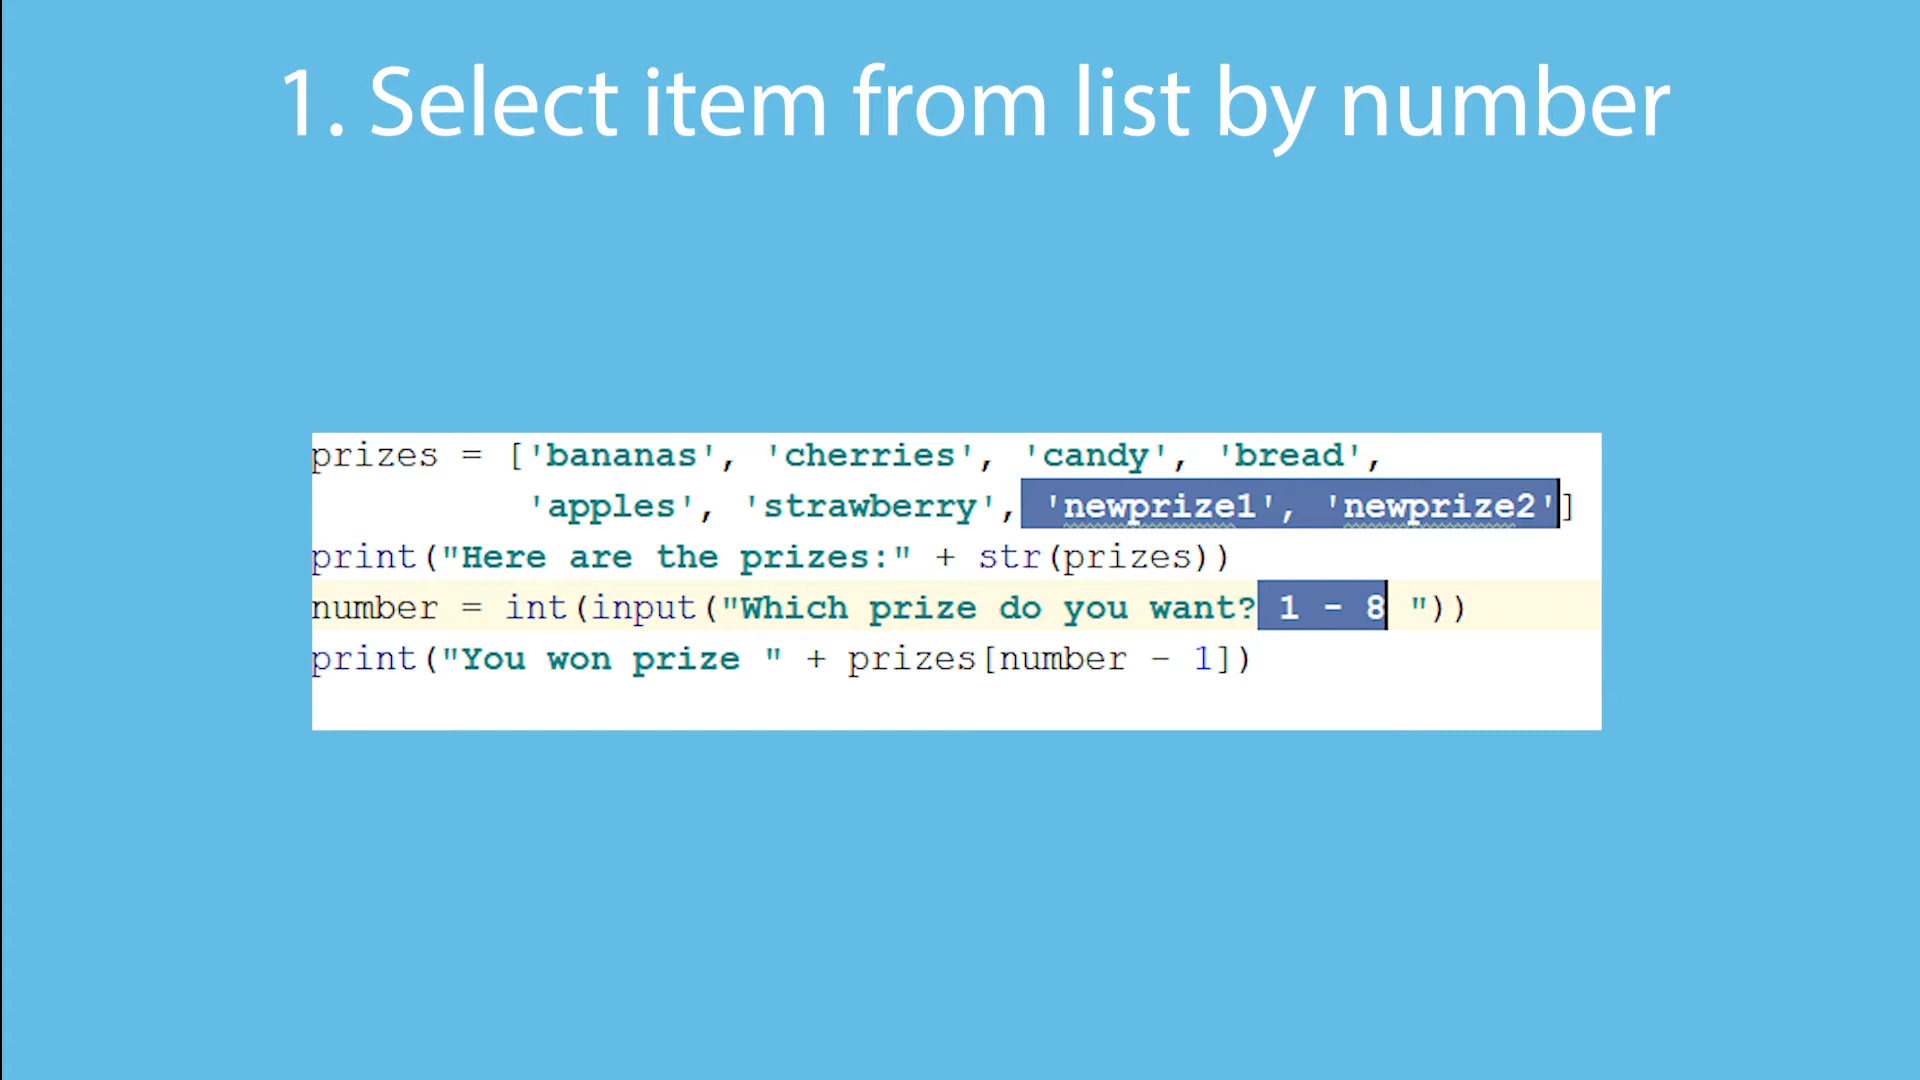 1. Select item from list by number
prizes = ['bananas', 'cherries', 'candy', 'bread',
'apples', 'strawberry', 'newprize1', 'newprize2']
print("Here are the prizes:" + str(prizes))
number = int(input("Which prize do you want? 1 - 8 "))
print("You won prize " + prizes[number - 1])